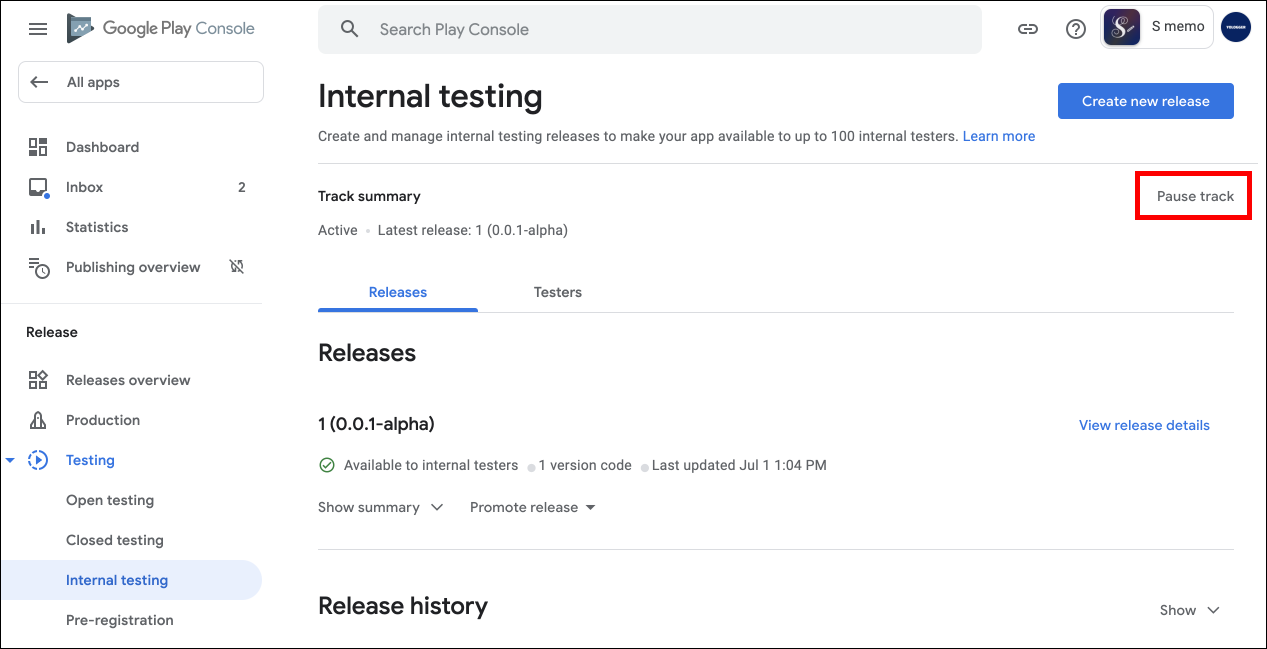 Google Play Console
Search Play Console
S memo
All apps
Internal testing
Create new release
Create and manage internal testing releases to make your app available to up to 100 internal testers. Learn more
Dashboard
Inbox 2
Statistics
Publishing overview
Track summary
Pause track
Active • Latest release: 1 (0.0.1-alpha)
Releases Testers
Release
Releases overview
Production
Testing
Open testing
Closed testing
Internal testing
Pre-registration
Releases
1 (0.0.1-alpha)
View release details
Available to internal testers • 1 version code • Last updated Jul 1 1:04 PM
Show summary Promote release
Release history
Show